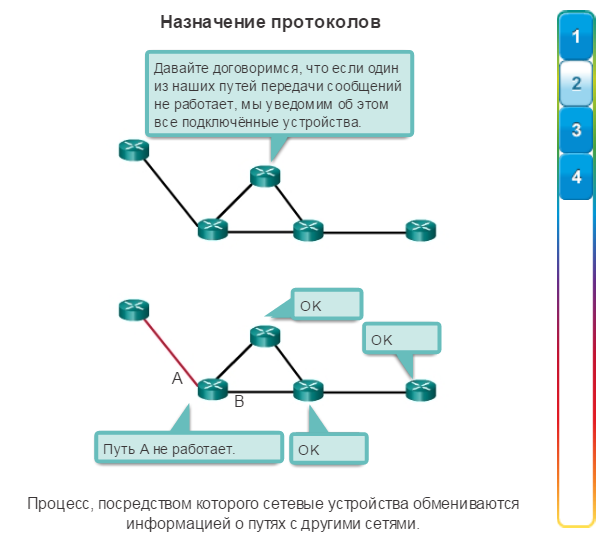 Назначение протоколов
1
2
3
4
Давайте договоримся, что если один
из наших путей передачи сообщений
не работает, мы уведомим об этом
все подключённые устройства.
OK
OK
A
B
Путь A не работает.
OK
Процесс, посредством которого сетевые устройства обмениваются
информацией о путях с другими сетями.